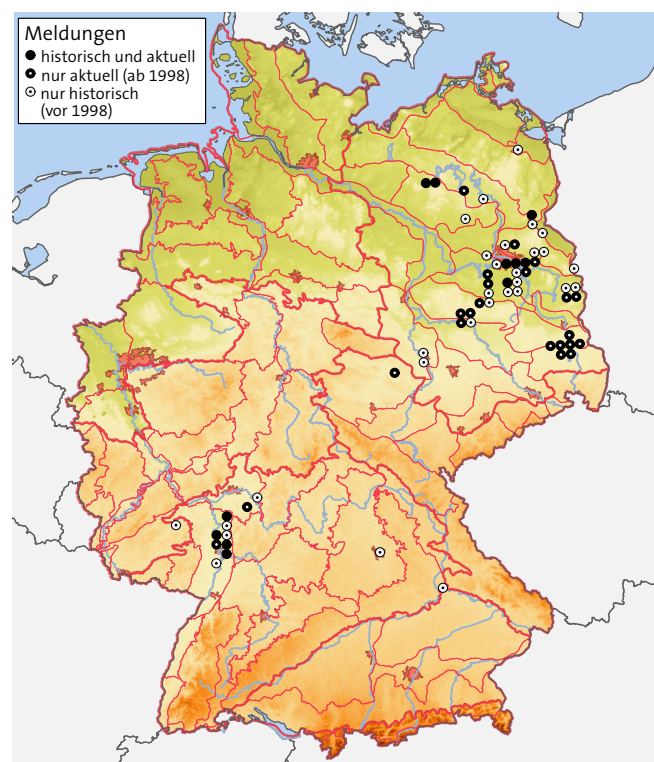 Meldungen
historisch und aktuell
nur aktuell (ab 1998)
nur historisch
(vor 1998)